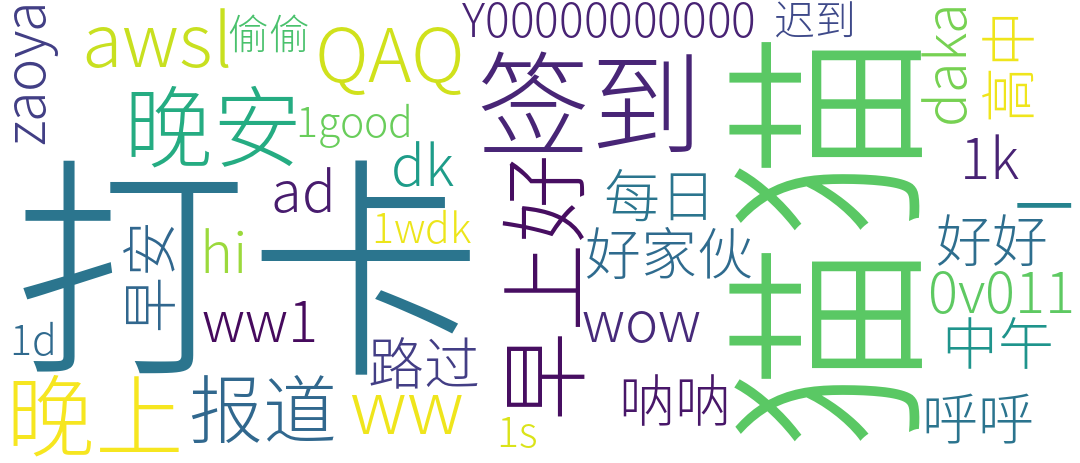 zaoya
awsl
偷偷
QAQ
Y00000000000
迟到
签到
猫猫
daka
高中
晚安
1good
打卡
ad
dk
早上好
每日
1k
一
早安
hi
1wdk
好家伙
好好
0v011
1d
ww1
路过
wow
中午
晚上
报道
ww
1s
呐呐
呼呼